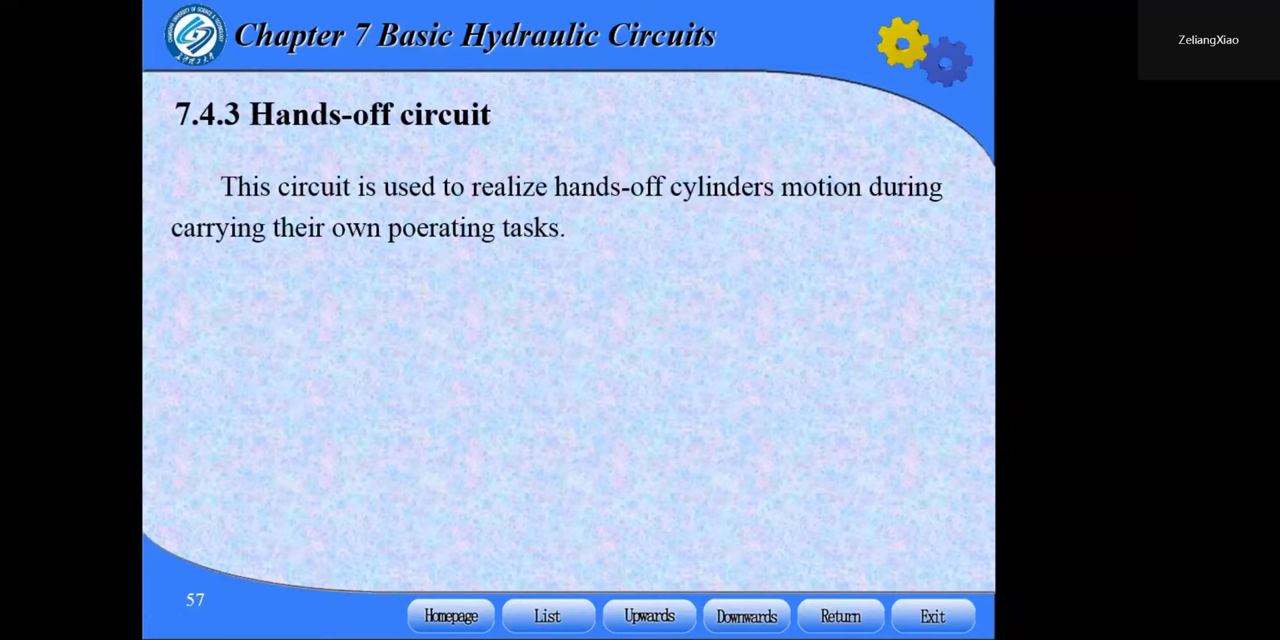 Chapter 7 Basic Hydraulic Circuits
ZeliangXiao
7.4.3 Hands-off circuit
This circuit is used to realize hands-off cylinders motion during
carrying their own poerating tasks.
57
Homepage
List
Upwards
Downwards
Return
Exit